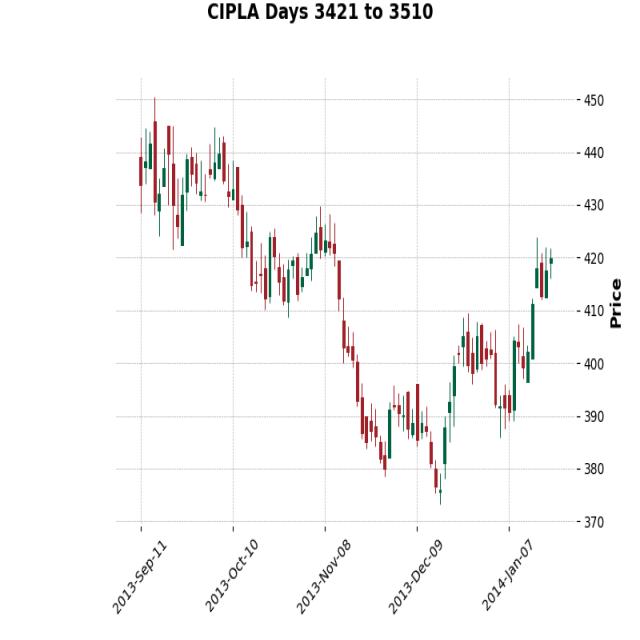 CIPLA Days 3421 to 3510
450
440
430
420
410
400
390
380
370
Price
2013-Sep-11
2013-Oct-10
2013-Nov-08
2013-Dec-09
2014-Jan-07